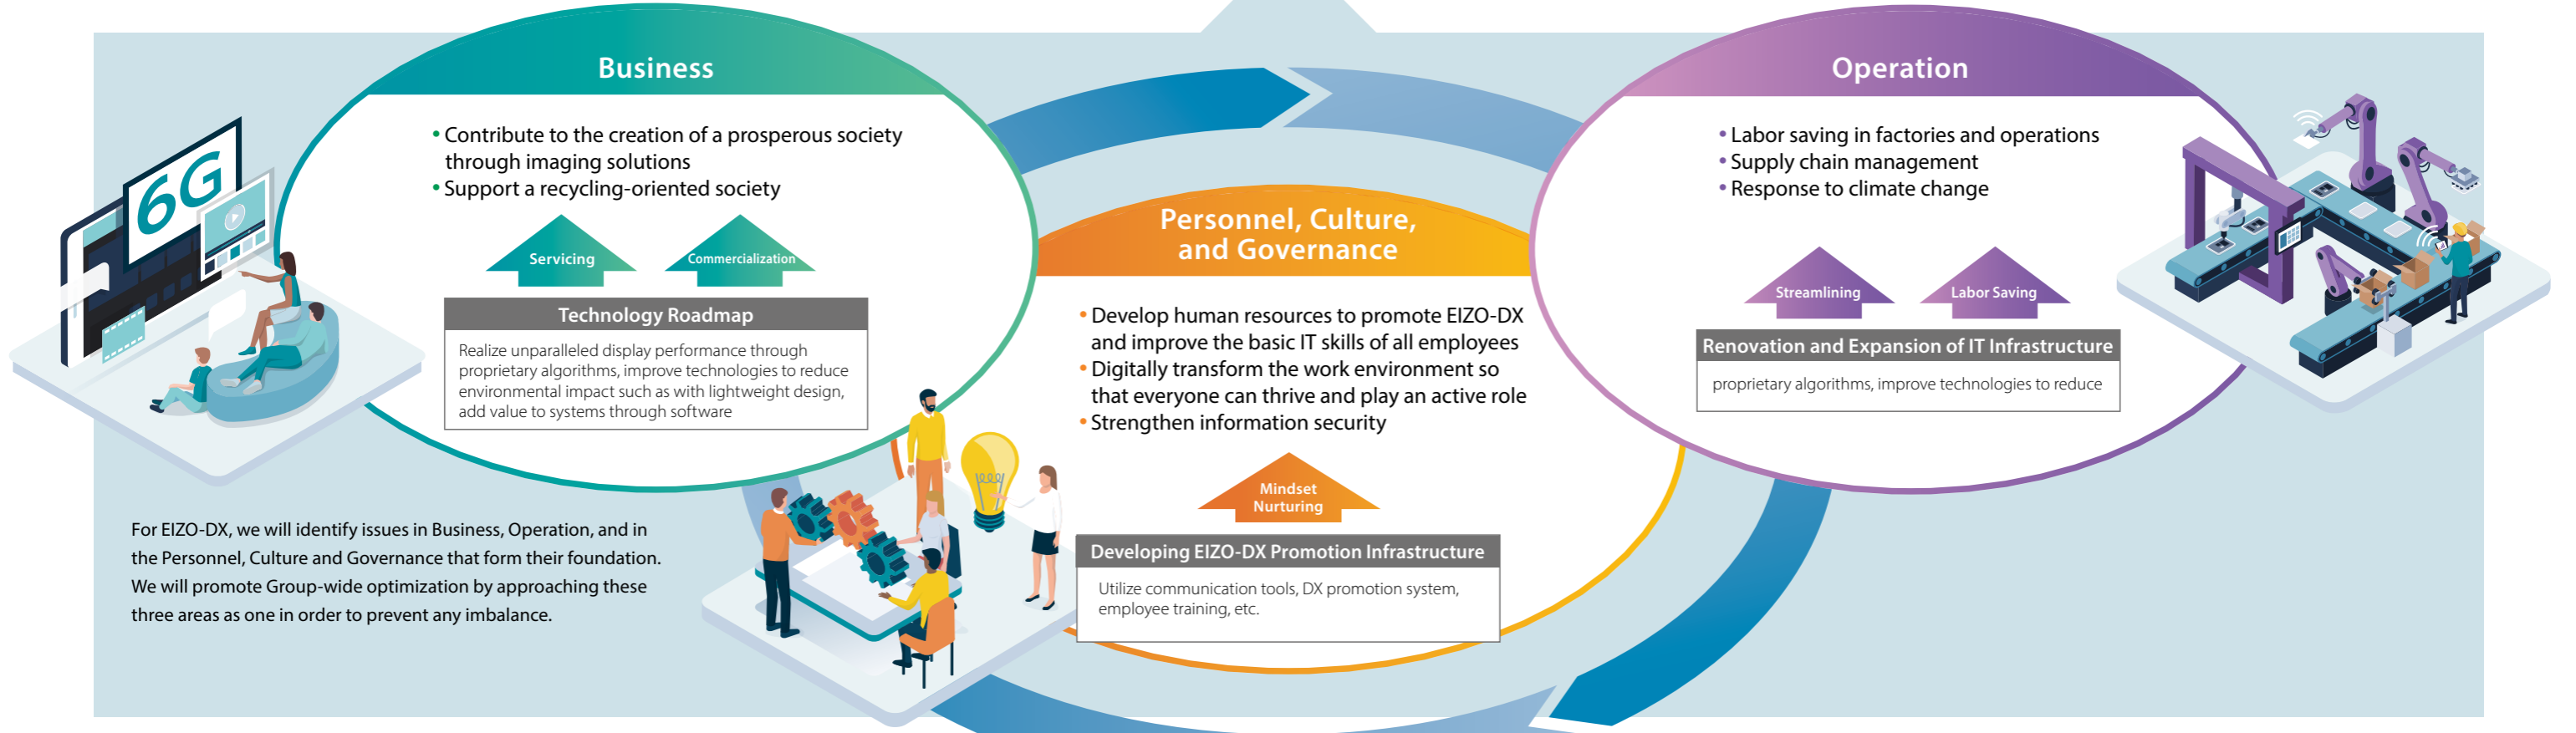 Business
• Contribute to the creation of a prosperous society
through imaging solutions
• Support a recycling-oriented society
Servicing
Commercialization
Technology Roadmap
Realize unparalleled display performance through
proprietary algorithms, improve technologies to reduce
environmental impact such as with lightweight design,
add value to systems through software
6G
Personnel, Culture,
and Governance
• Develop human resources to promote EIZO-DX
and improve the basic IT skills of all employees
• Digitally transform the work environment so
that everyone can thrive and play an active role
• Strengthen information security
Mindset
Nurturing
Developing EIZO-DX Promotion Infrastructure
Utilize communication tools, DX promotion system,
employee training, etc.
Operation
• Labor saving in factories and operations
• Supply chain management
• Response to climate change
Streamlining
Labor Saving
Renovation and Expansion of IT Infrastructure
proprietary algorithms, improve technologies to reduce
For EIZO-DX, we will identify issues in Business, Operation, and in
the Personnel, Culture and Governance that form their foundation.
We will promote Group-wide optimization by approaching these
three areas as one in order to prevent any imbalance.